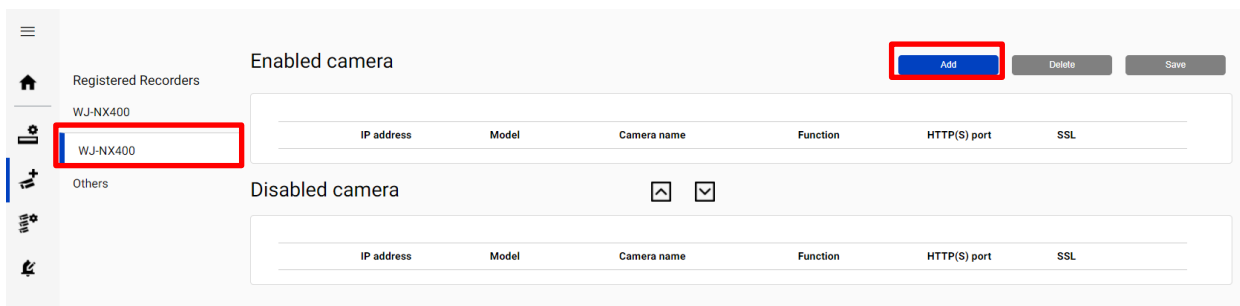 Enabled camera
Add Delete Save
Registered Recorders
WJ-NX400
IP address Model Camera name Function HTTP(S) port SSL
WJ-NX400
Others
Disabled camera
IP address Model Camera name Function HTTP(S) port SSL